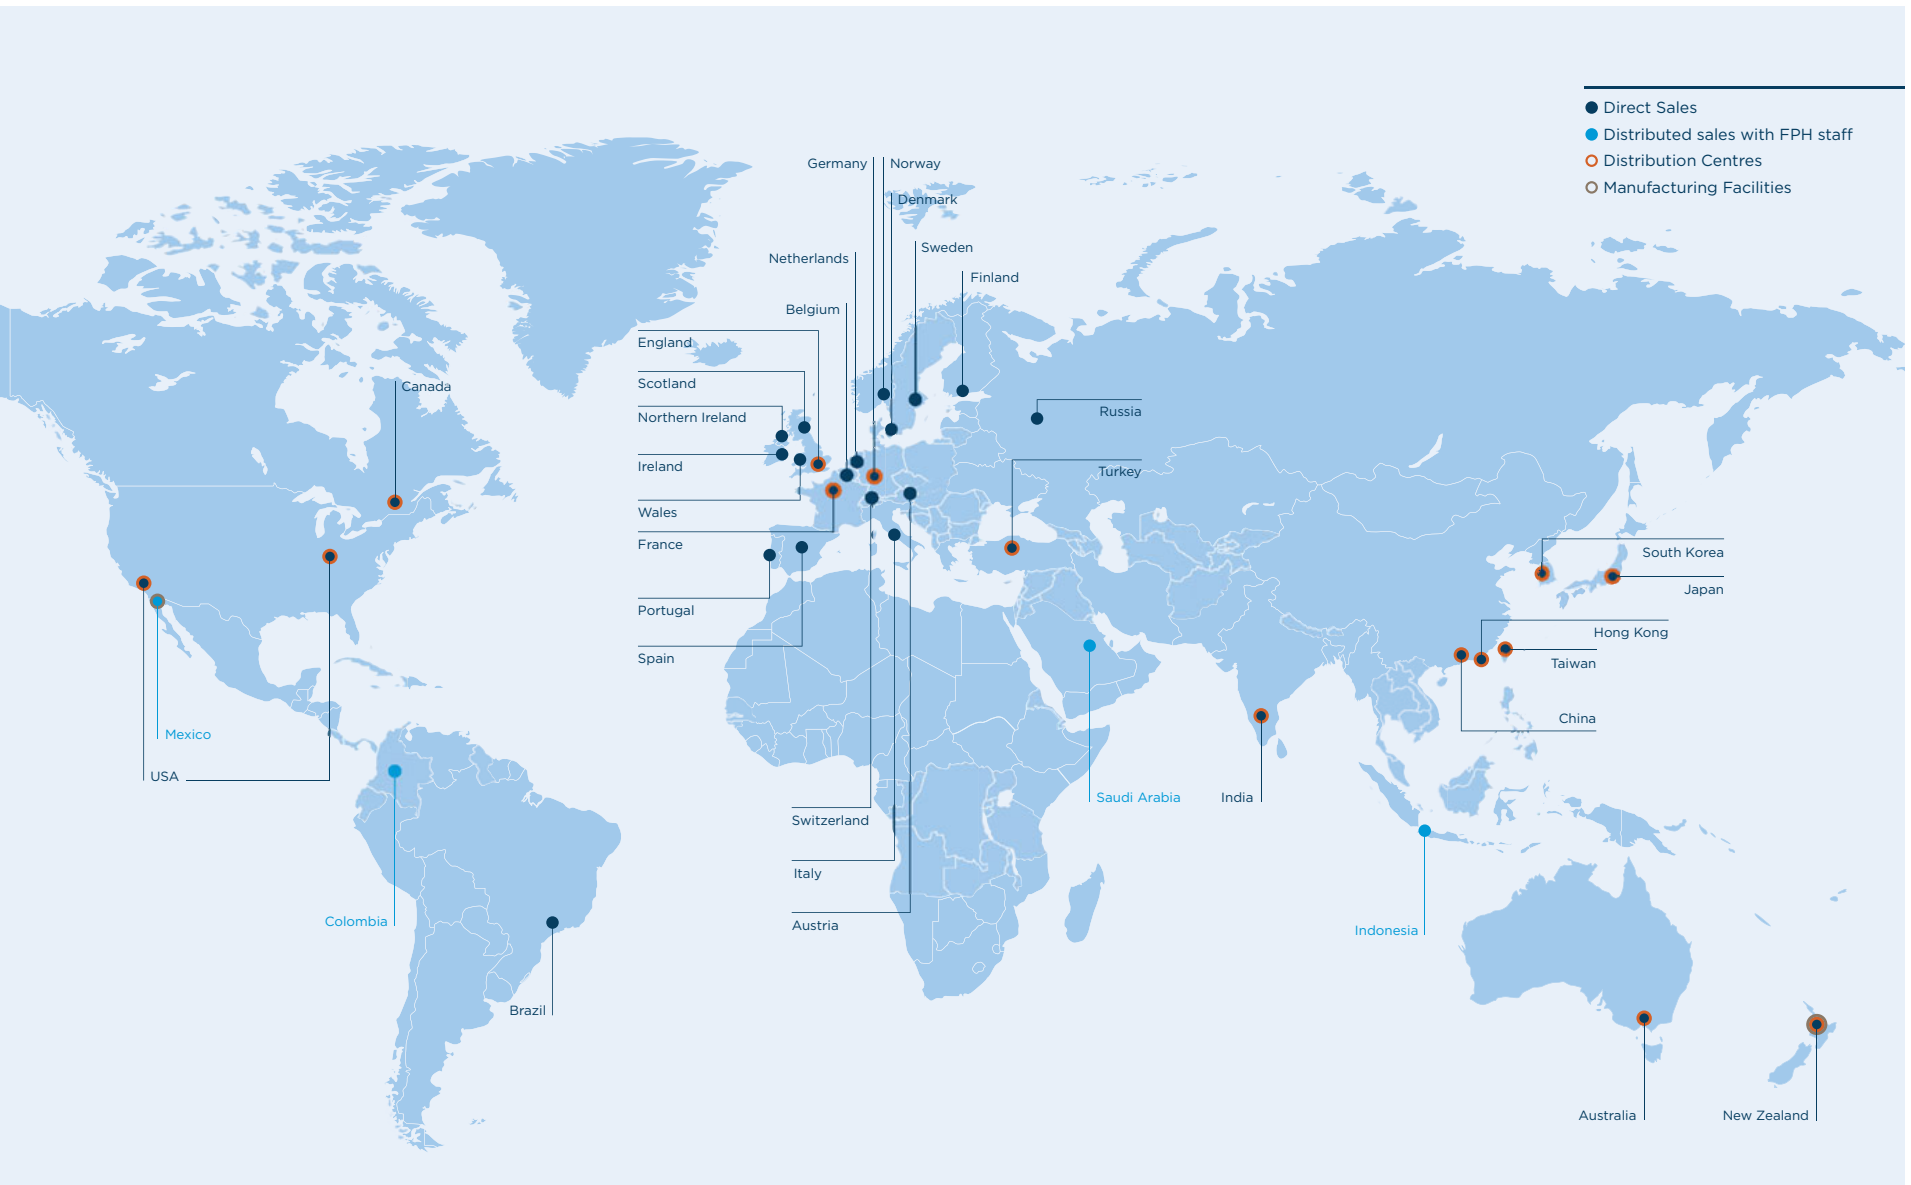 Direct Sales
Distributed sales with FPH staff
Distribution Centres
Manufacturing Facilities
Germany
Norway
Denmark
Sweden
Netherlands
Finland
Belgium
England
Scotland
Canada
Northern Ireland
Russia
Ireland
Turkey
Wales
France
South Korea
Japan
Portugal
Hong Kong
Spain
Taiwan
China
Mexico
USA
Saudi Arabia
India
Switzerland
Italy
Colombia
Austria
Indonesia
Brazil
Australia
New Zealand